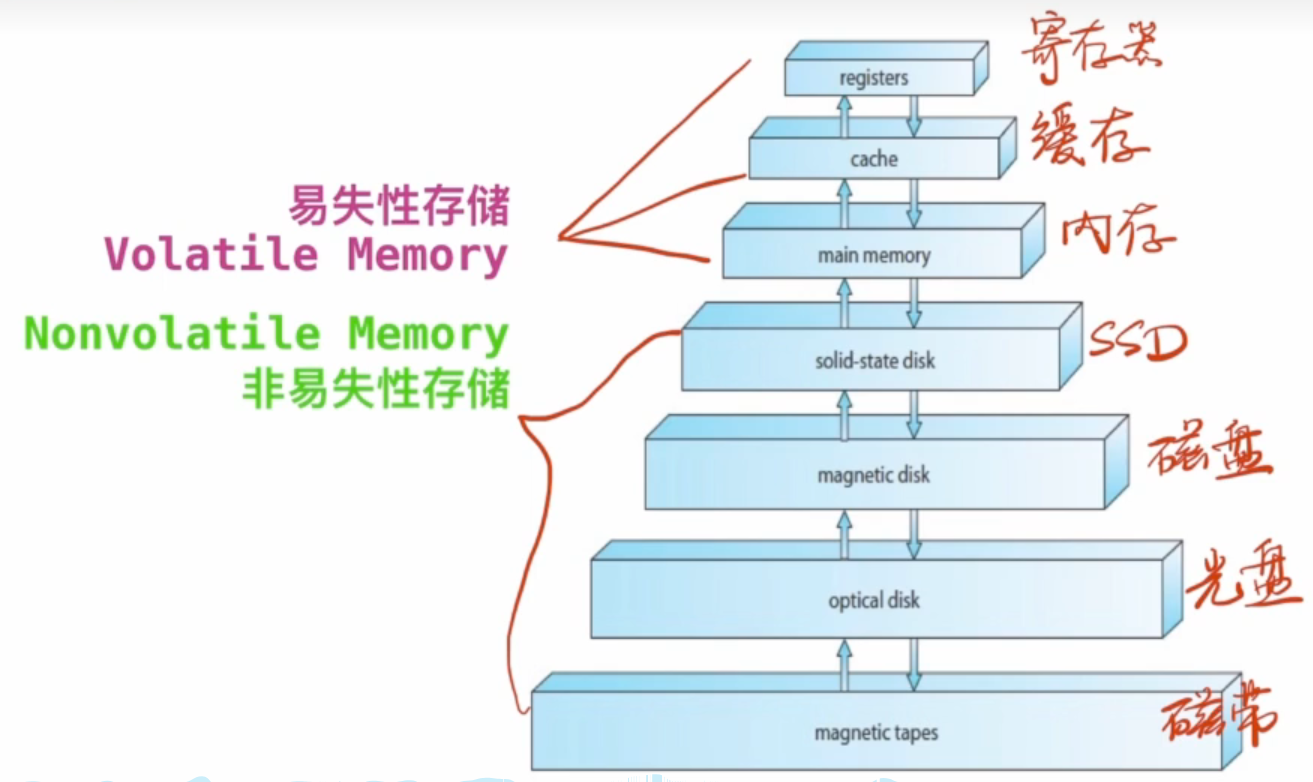 registers
寄存器
cache
缓存
易失性存储
Volatile Memory
main memory
内存
Nonvolatile Memory
非易失性存储
solid-state disk
SSD
magnetic disk
磁盘
optical disk
光盘
magnetic tapes
磁带